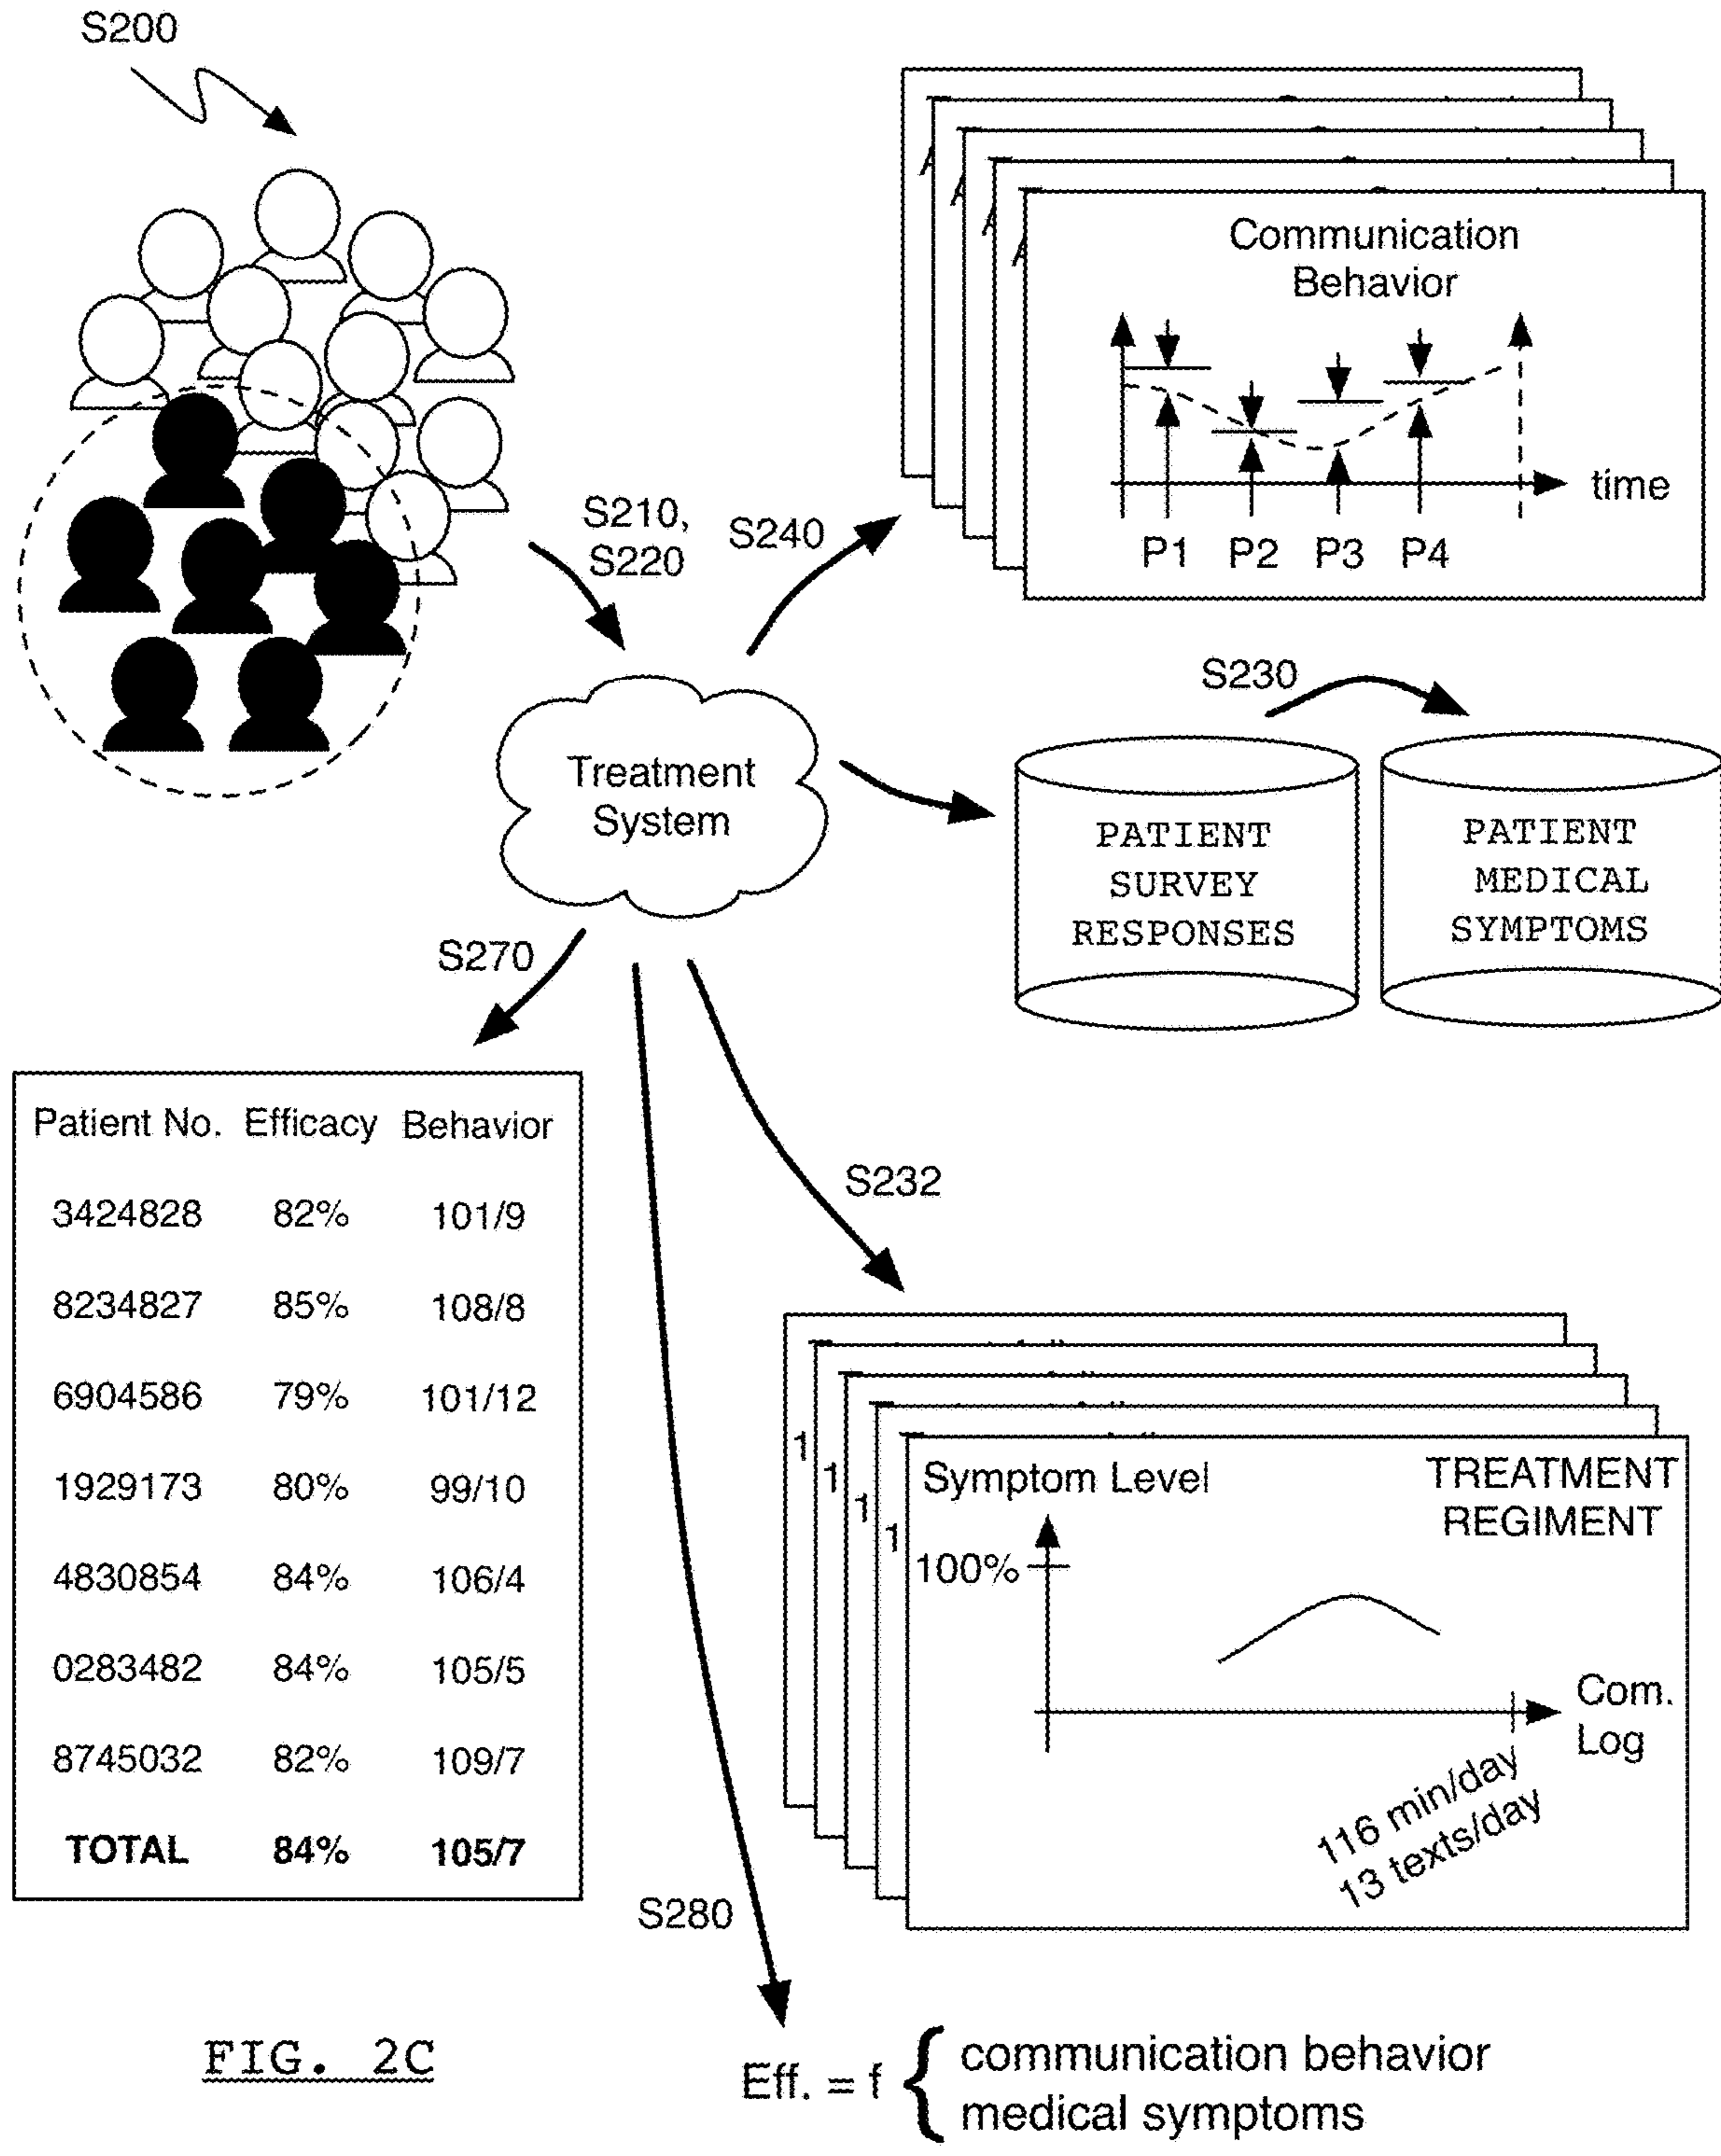 S200
Communication
Behavior
time
P1 P2 P3 P4
S210,
S220
S240
S230
Treatment
System
PATIENT
SURVEY
RESPONSES
PATIENT
MEDICAL
SYMPTOMS
S270
Patient No. Efficacy Behavior
3424828 82% 101/9
8234827 85% 108/8
6904586 79% 101/12
1929173 80% 99/10
4830854 84% 106/4
0283482 84% 105/5
8745032 82% 109/7
TOTAL 84% 105/7
S232
1
1
1
1
Symptom Level
TREATMENT
REGIMENT
100%
Com.
Log
116 min/day
13 texts/day
S280
Eff. = f { communication behavior
medical symptoms
FIG. 2C